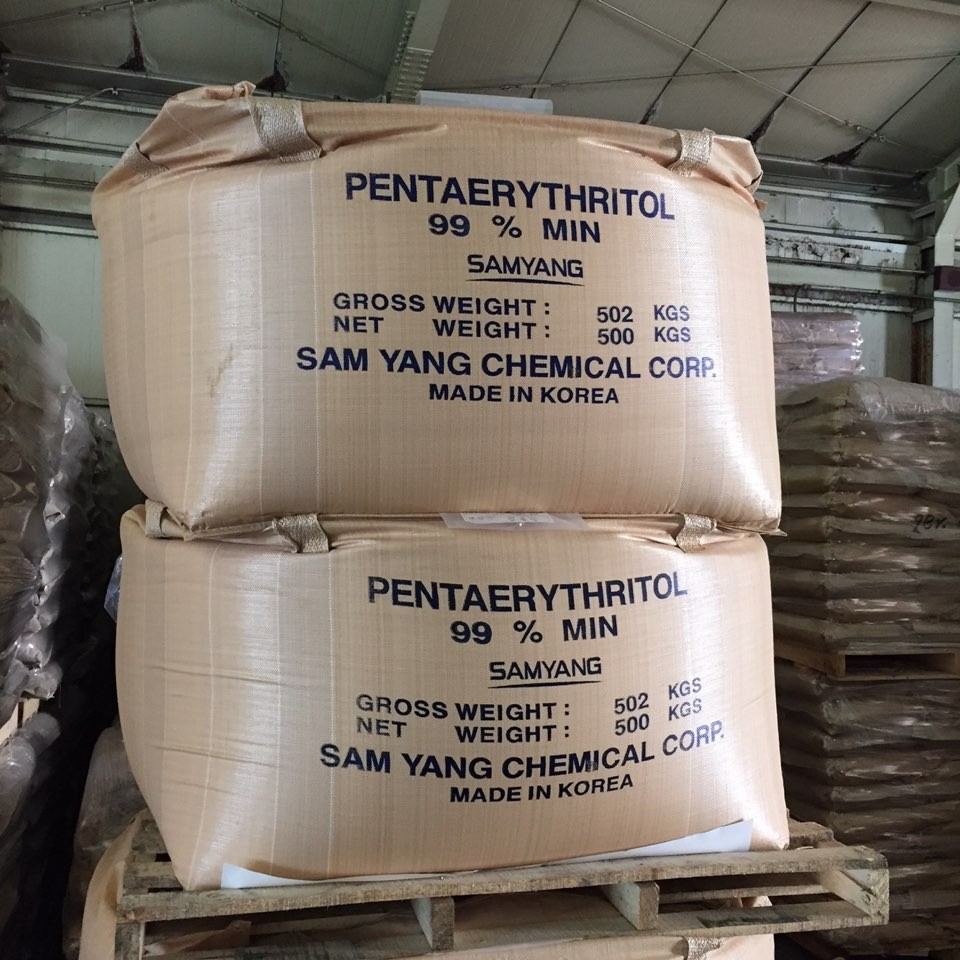 PENTAERYTHRITOL
99 % MIN
SAMYANG
GROSS WEIGHT : 502 KGS
NET WEIGHT : 500 KGS
SAM YANG CHEMICAL CORP.
MADE IN KOREA
PENTAERYTHRITOL
99 % MIN
SAMYANG
GROSS WEIGHT : 502 KGS
NET WEIGHT : 500 KGS
SAM YANG CHEMICAL CORP.
MADE IN KOREA